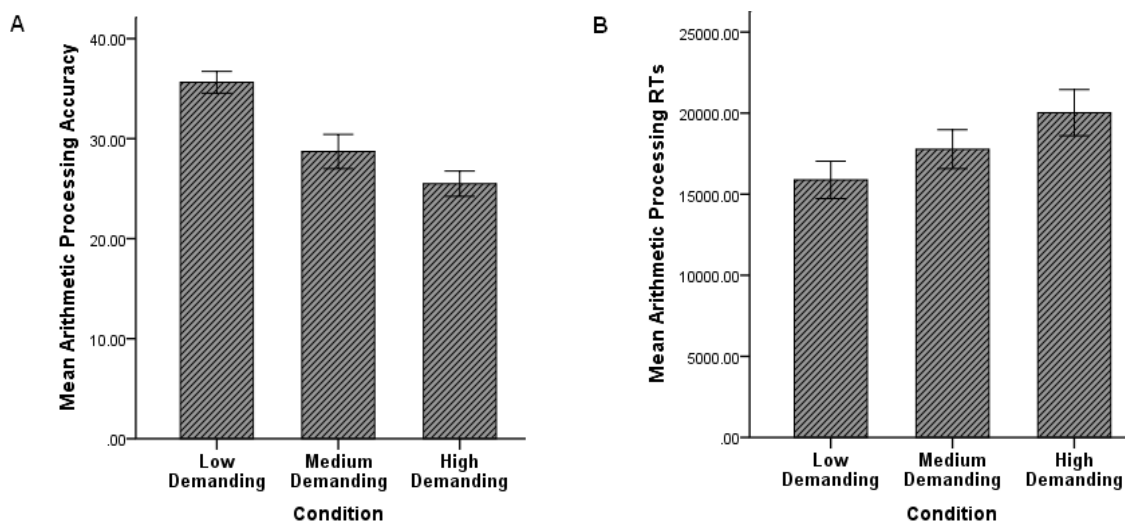 A
Mean Arithmetic Processing Accuracy
40.00
30.00
20.00
10.00
.00
Low
Demanding
Medium
Demanding
High
Demanding
Condition
B
Mean Arithmetic Processing RTs
25000.00
20000.00
15000.00
10000.00
5000.00
.00
Low
Demanding
Medium
Demanding
High
Demanding
Condition